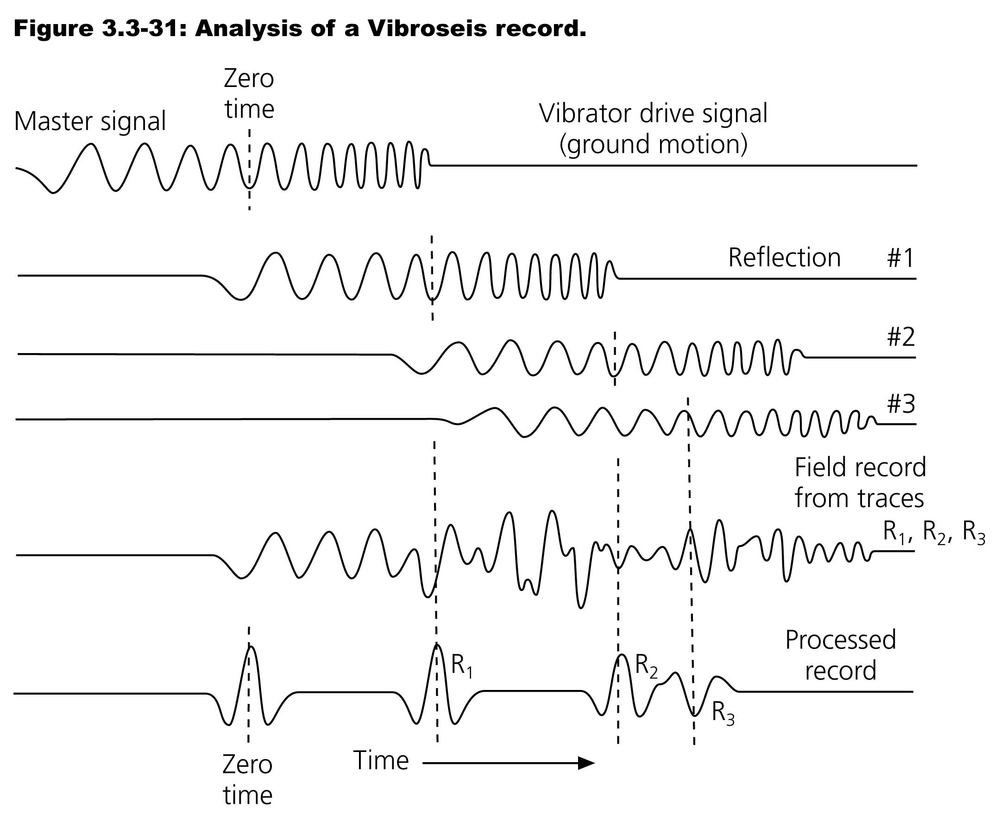 Figure 3.3-31: Analysis of a Vibroseis record.
Zero
time
Master signal
Vibrator drive signal
(ground motion)
Reflection #1
#2
#3
Field record
from traces
R1, R2, R3
Processed
record
R1
R2
R3
Zero
time
Time